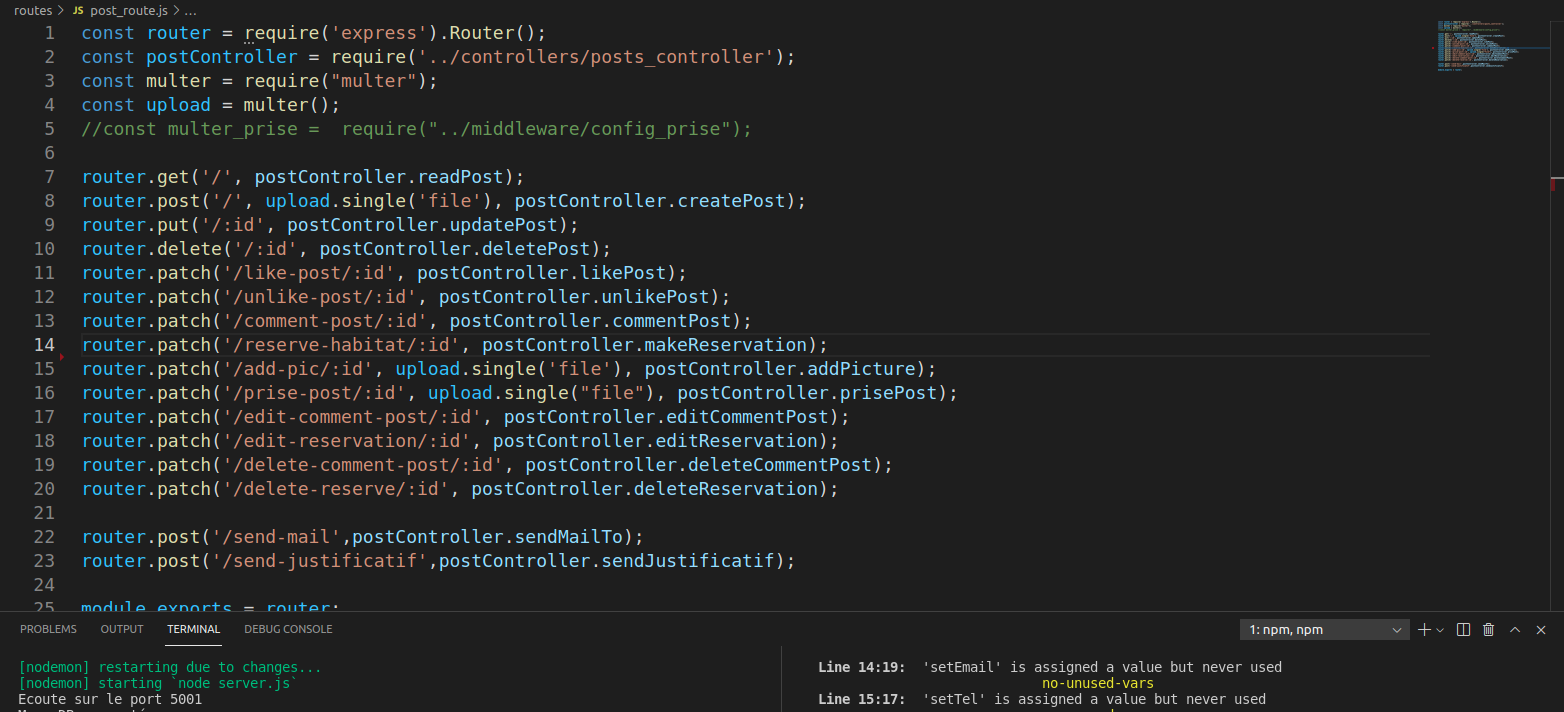 routes > JS post_route.js > ...
1 const router = require('express').Router();
2 const postController = require('../controllers/posts_controller');
3 const multer = require("multer");
4 const upload = multer();
5 //const multer_prise =  require("../middleware/config_prise");
6
7 router.get('/', postController.readPost);
8 router.post('/', upload.single('file'), postController.createPost);
9 router.put('/:id', postController.updatePost);
10 router.delete('/:id', postController.deletePost);
11 router.patch('/like-post/:id', postController.likePost);
12 router.patch('/unlike-post/:id', postController.unlikePost);
13 router.patch('/comment-post/:id', postController.commentPost);
14 router.patch('/reserve-habitat/:id', postController.makeReservation);
15 router.patch('/add-pic/:id', upload.single('file'), postController.addPicture);
16 router.patch('/prise-post/:id', upload.single("file"), postController.prisePost);
17 router.patch('/edit-comment-post/:id', postController.editCommentPost);
18 router.patch('/edit-reservation/:id', postController.editReservation);
19 router.patch('/delete-comment-post/:id', postController.deleteCommentPost);
20 router.patch('/delete-reserve/:id', postController.deleteReservation);
21
22 router.post('/send-mail',postController.sendMailTo);
23 router.post('/send-justificatif',postController.sendJustificatif);
24
25 module.exports = router;
PROBLEMS OUTPUT TERMINAL DEBUG CONSOLE 1: npm, npm
[nodemon] restarting due to changes...
[nodemon] starting `node server.js`
Ecoute sur le port 5001
Line 14:19:  'setEmail' is assigned a value but never used
no-unused-vars
Line 15:17:  'setTel' is assigned a value but never used